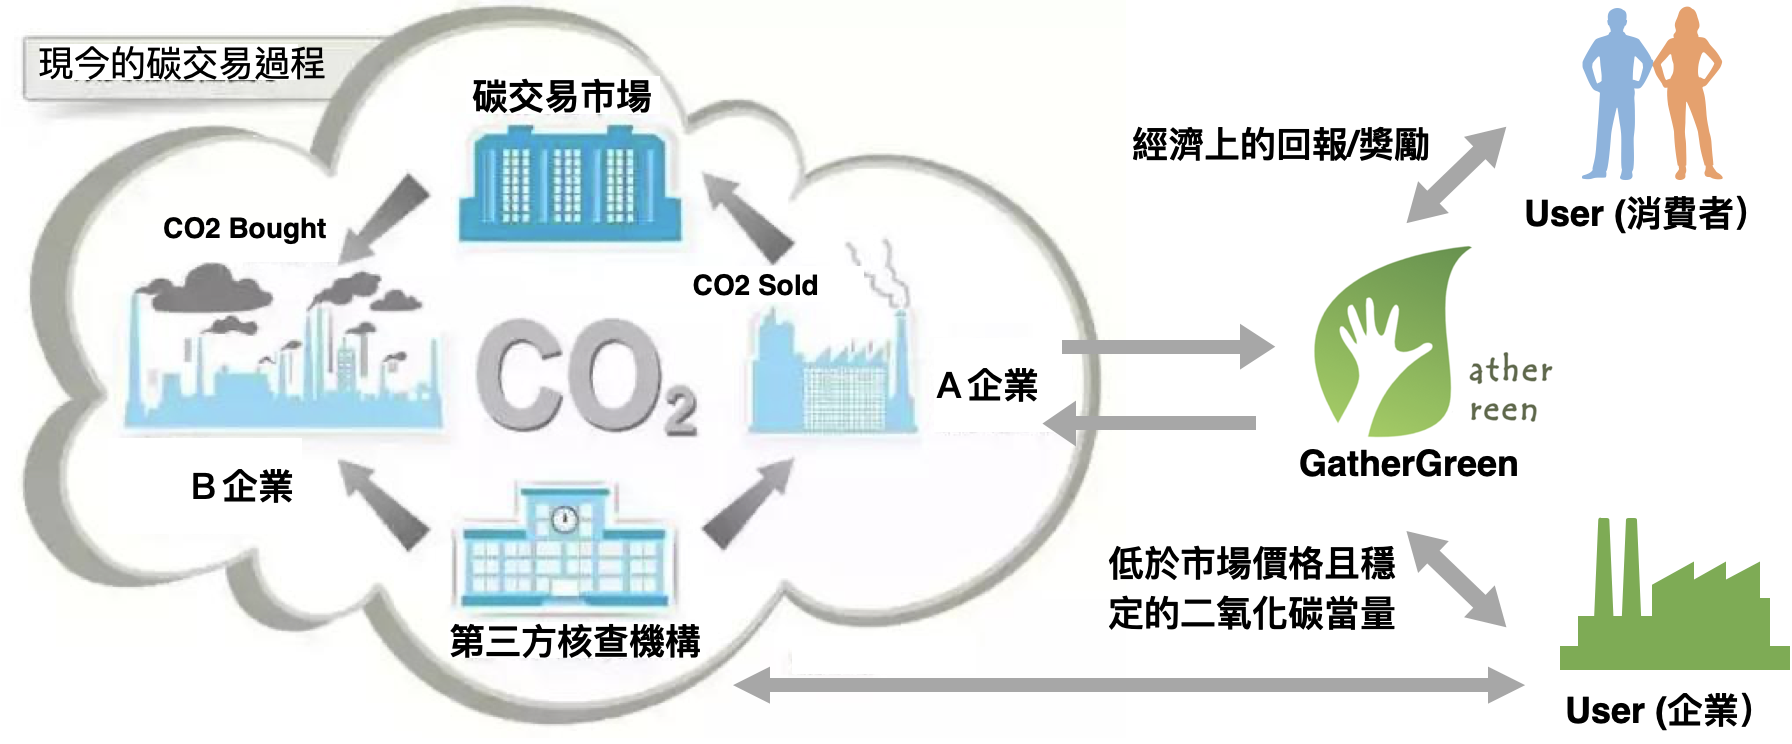 現今的碳交易過程
碳交易市場
CO2 Bought
CO2 Sold
CO2
A企業
B企業
第三方核查機構
經濟上的回報/獎勵
User (消費者）
ather
reen
GatherGreen
低於市場價格且穩
定的二氧化碳當量
User (企業）